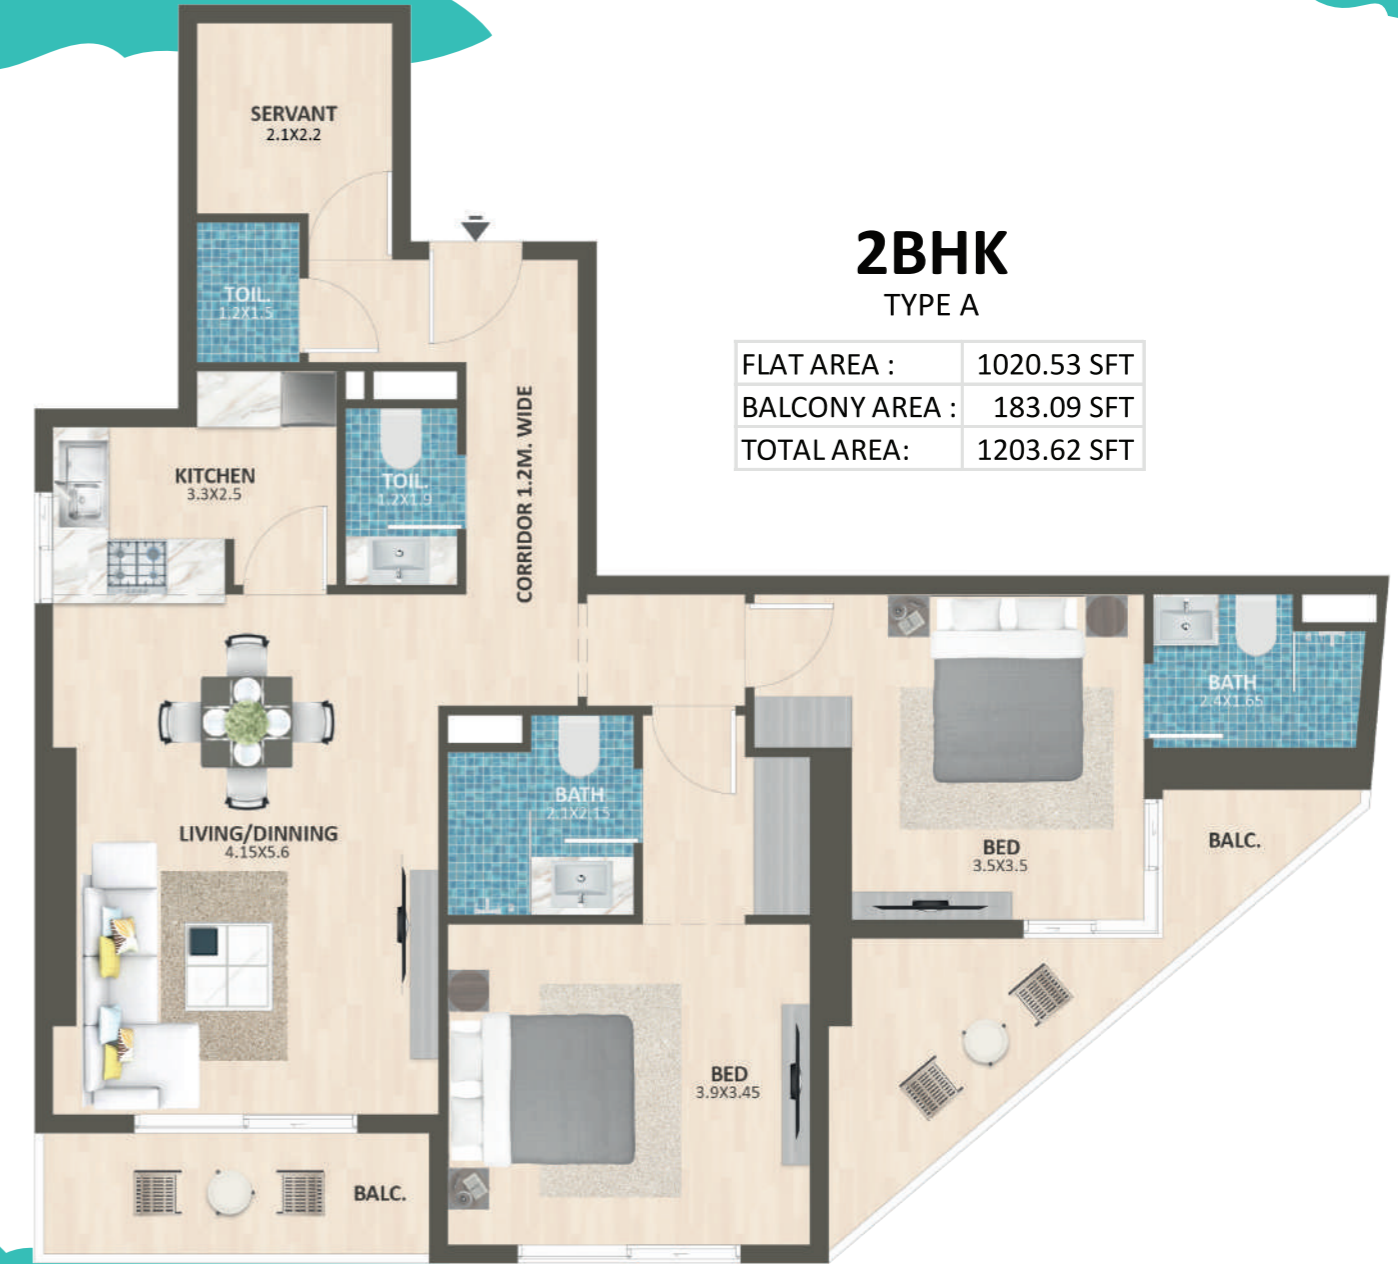 SERVANT
2.1X2.2
TOIL.
1.2X1.5
2BHK
TYPE A
FLAT AREA : 1020.53 SFT
BALCONY AREA : 183.09 SFT
TOTAL AREA: 1203.62 SFT
KITCHEN
3.3X2.5
TOIL.
1.2X1.9
CORRIDOR 1.2M. WIDE
BATH
2.4X1.65
BATH
2.1X2.15
LIVING/DINNING
4.15X5.6
BED
3.5X3.5
BALC.
BED
3.9X3.45
BALC.